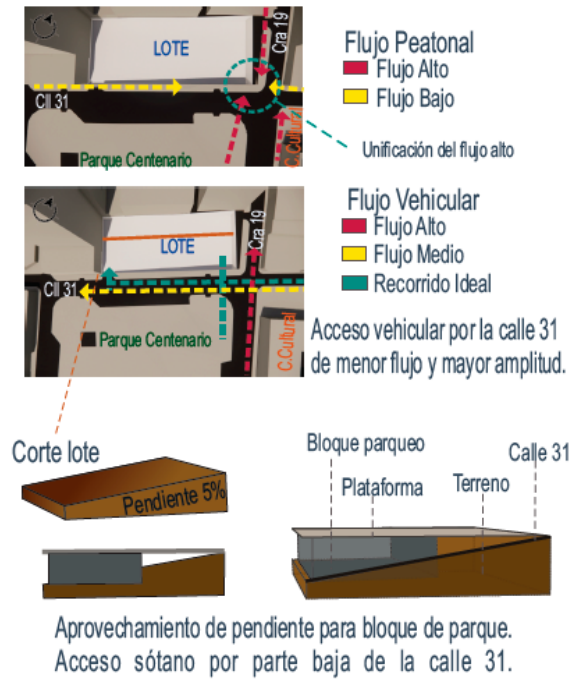 LOTE
Cra 19
Cll 31
C.Cultural
Parque Centenario
Flujo Peatonal
Flujo Alto
Flujo Bajo
Unificación del flujo alto
LOTE
Cra 19
Cll 31
C.Cultural
Parque Centenario
Flujo Vehicular
Flujo Alto
Flujo Medio
Recorrido Ideal
Acceso vehicular por la calle 31
de menor flujo y mayor amplitud.
Corte lote
Pendiente 5%
Bloque parqueo
Plataforma
Terreno
Calle 31
Aprovechamiento de pendiente para bloque de parque.
Acceso sótano por parte baja de la calle 31.